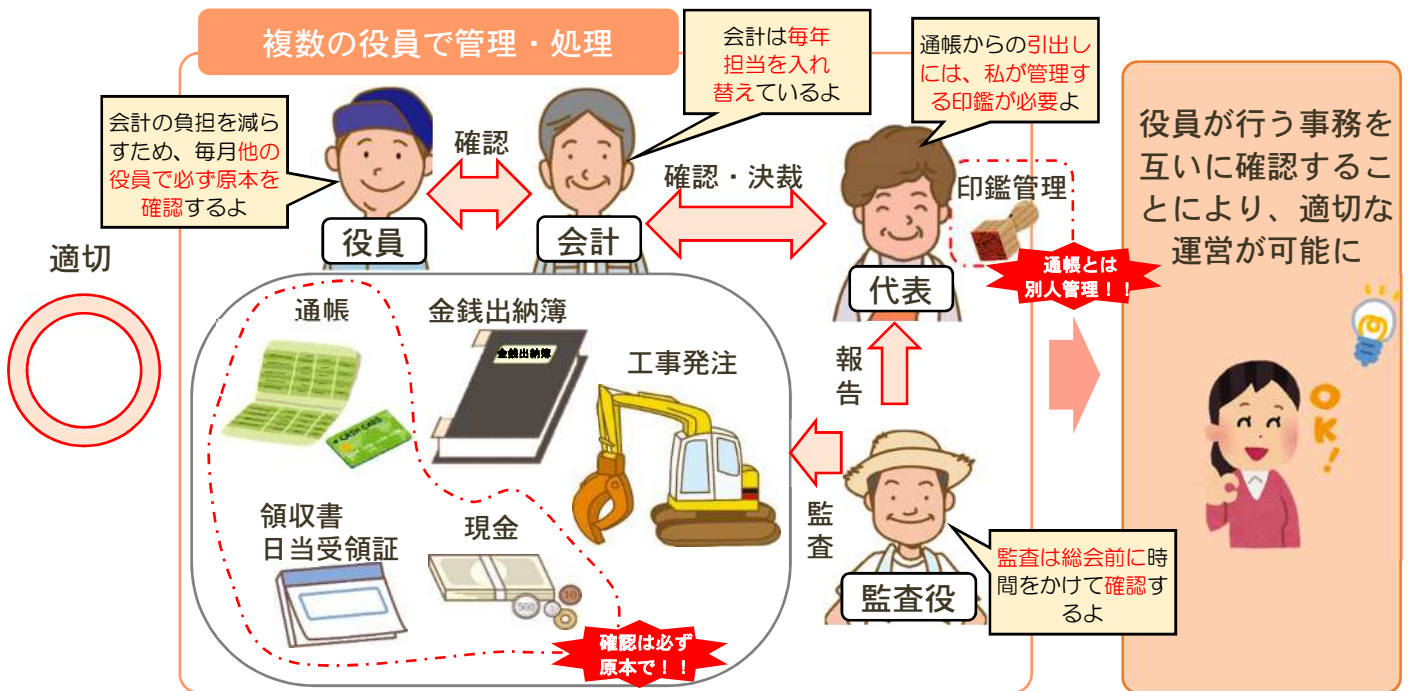 複数の役員で管理・処理
会計は毎年
担当を入れ
替えているよ
通帳からの引出し
には、私が管理す
る印鑑が必要よ
会計の負担を減ら
すため、毎月他の
役員で必ず原本を
確認するよ
確認
確認・決裁
印鑑管理
役員
会計
代表
通帳とは
別人管理！！
適切
通帳
金銭出納簿
金銭出納簿
工事発注
CASH CARD
報
告
領収書
日当受領証
現金
500
1
10
監
査
監査役
監査は総会前に時
間をかけて確認す
るよ
確認は必ず
原本で！！
役員が行う事務を
互いに確認するこ
とにより、適切な
運営が可能に
OK!